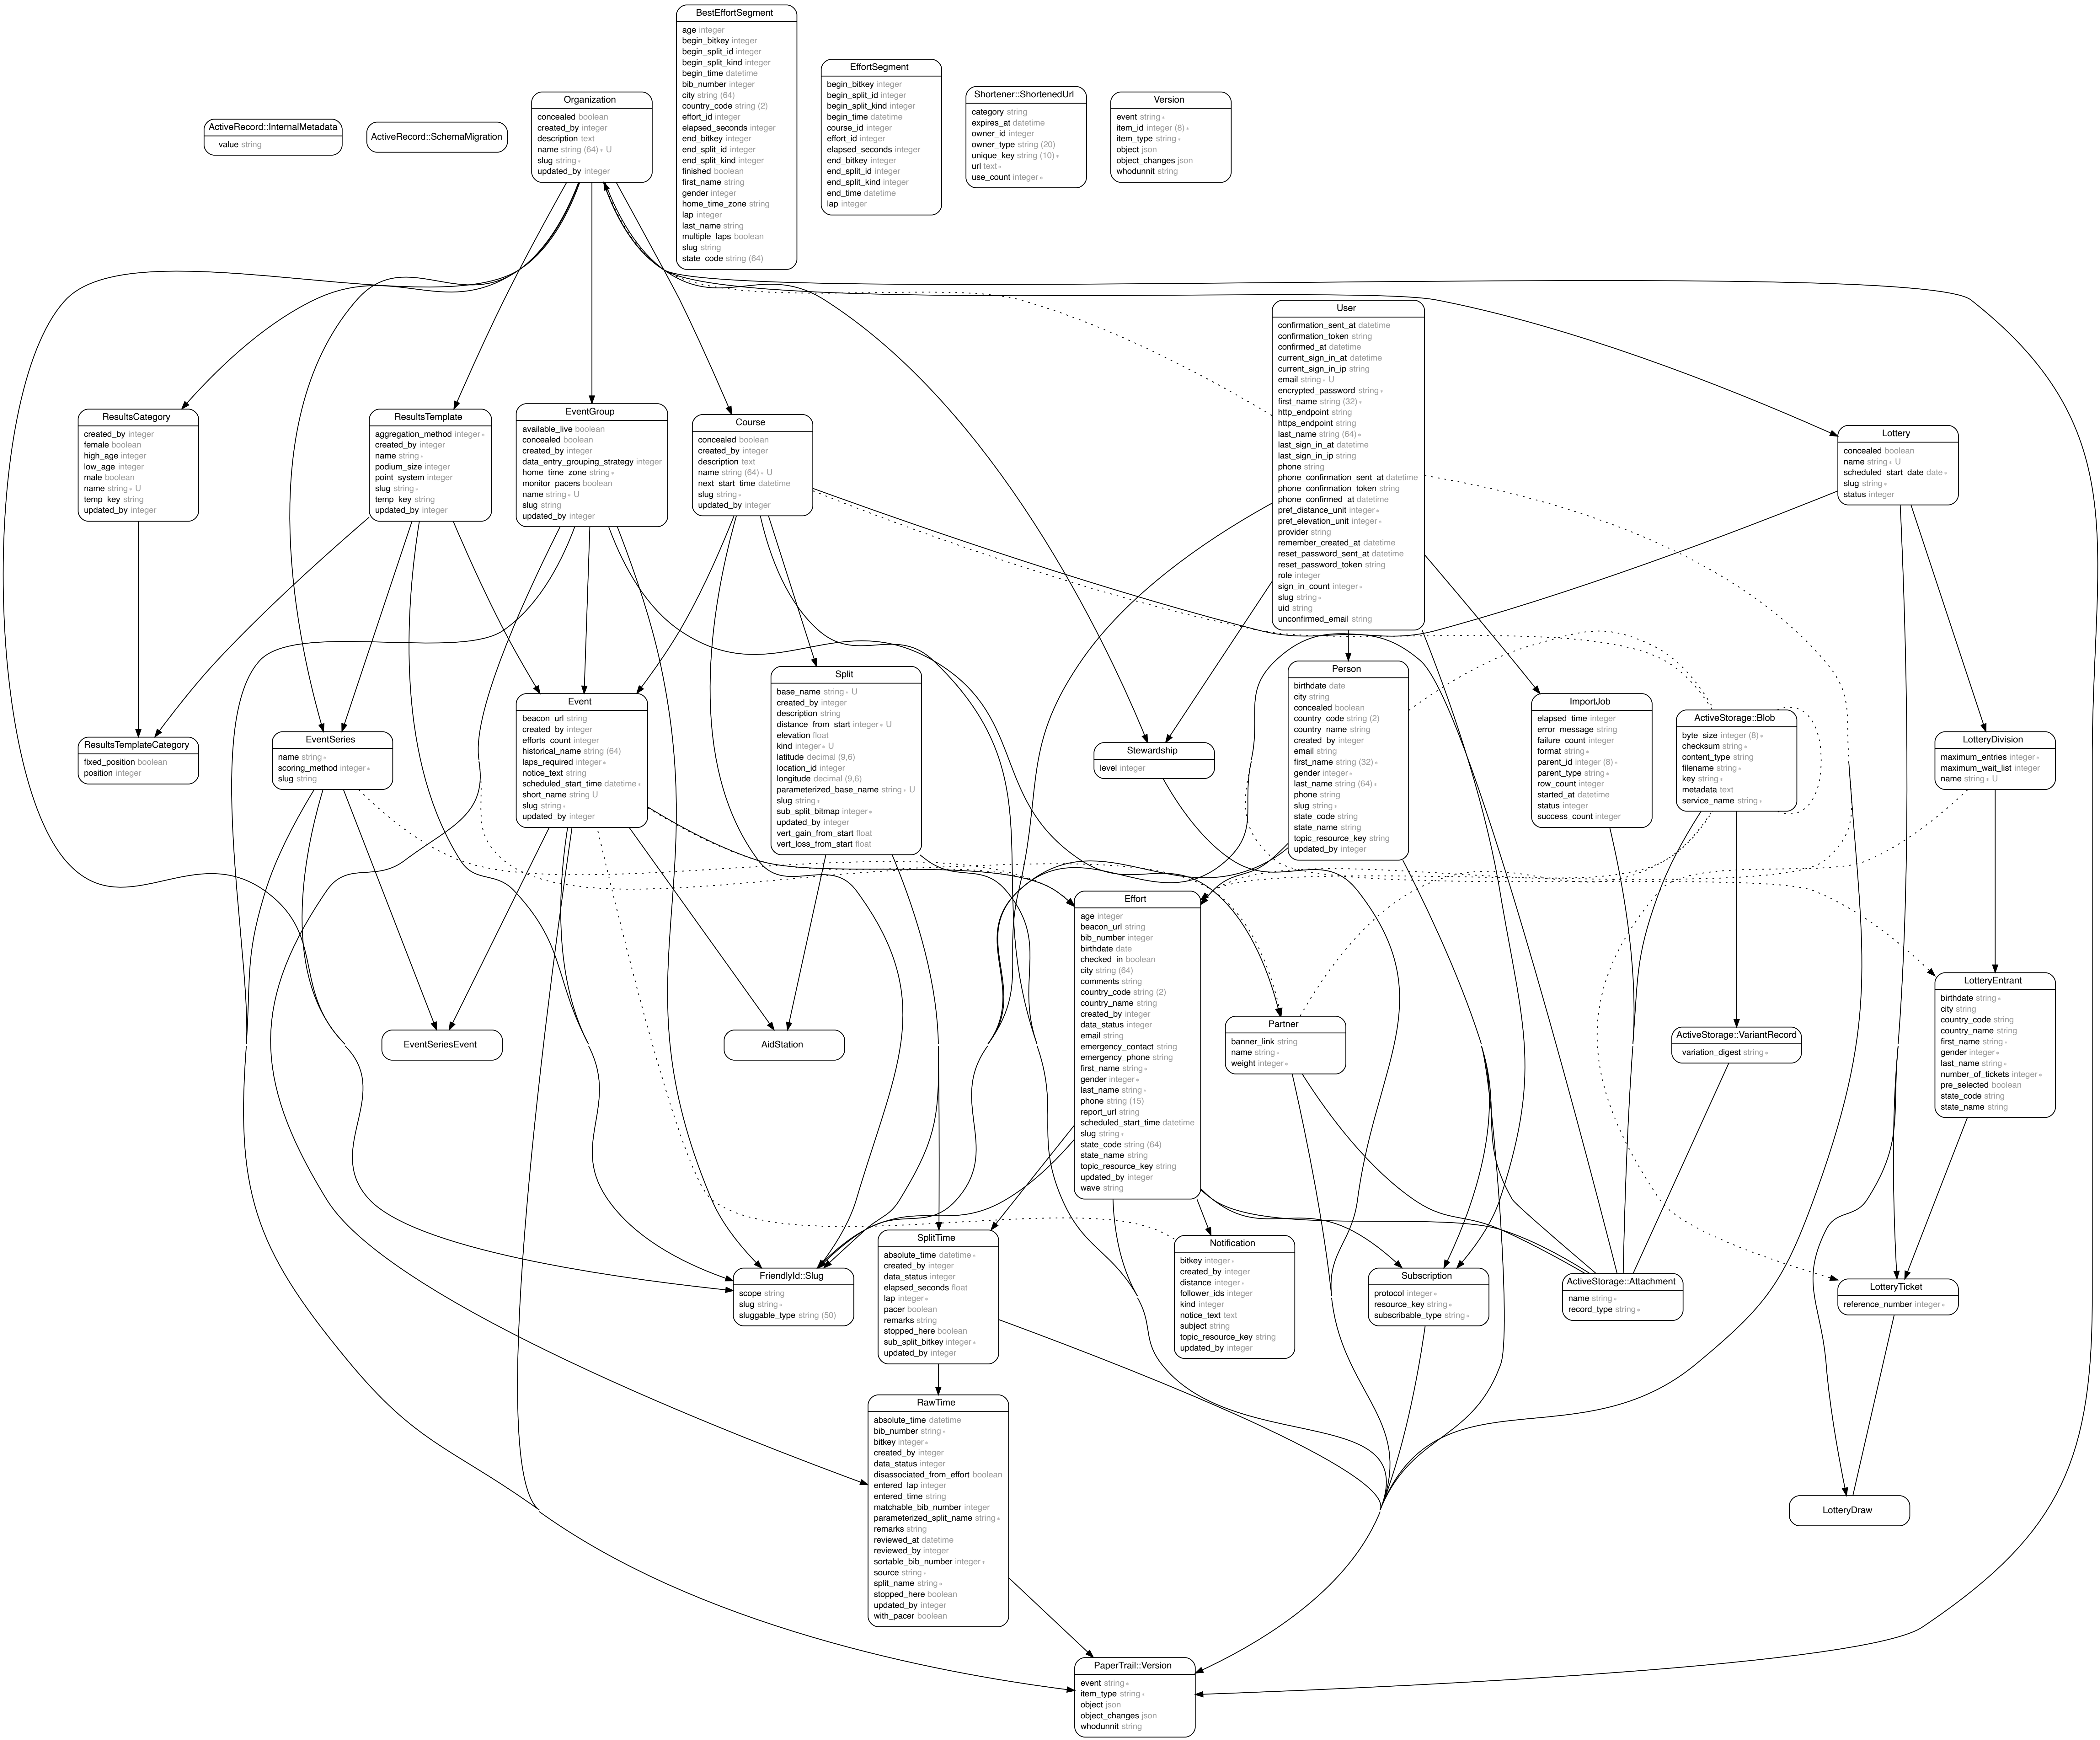 BestEffortSegment
age integer
begin_bitkey integer
begin_split_id integer
begin_split_kind integer
begin_time datetime
bib_number integer
city string (64)
country_code string (2)
effort_id integer
elapsed_seconds integer
end_bitkey integer
end_split_id integer
end_split_kind integer
finished boolean
first_name string
gender integer
home_time_zone string
lap integer
last_name string
multiple_laps boolean
slug string
state_code string (64)
EffortSegment
begin_bitkey integer
begin_split_id integer
begin_split_kind integer
begin_time datetime
course_id integer
effort_id integer
elapsed_seconds integer
end_bitkey integer
end_split_id integer
end_split_kind integer
end_time datetime
lap integer
Shortener::ShortenedUrl
category string
expires_at datetime
owner_id integer
owner_type string (20)
unique_key string (10) ∗
url text ∗
use_count integer ∗
Version
event string ∗
item_id integer (8) ∗
item_type string ∗
object json
object_changes json
whodunnit string
Organization
concealed boolean
created_by integer
description text
name string (64) ∗ U
slug string ∗
updated_by integer
ActiveRecord::InternalMetadata
value string
ActiveRecord::SchemaMigration
User
confirmation_sent_at datetime
confirmation_token string
confirmed_at datetime
current_sign_in_at datetime
current_sign_in_ip string
email string ∗ U
encrypted_password string ∗
first_name string (32) ∗
http_endpoint string
https_endpoint string
last_name string (64) ∗
last_sign_in_at datetime
last_sign_in_ip string
phone string
phone_confirmation_sent_at datetime
phone_confirmation_token string
phone_confirmed_at datetime
pref_distance_unit integer ∗
pref_elevation_unit integer ∗
provider string
remember_created_at datetime
reset_password_sent_at datetime
reset_password_token string
role integer
sign_in_count integer ∗
slug string ∗
uid string
unconfirmed_email string
ResultsCategory
created_by integer
female boolean
high_age integer
low_age integer
male boolean
name string ∗ U
temp_key string
updated_by integer
ResultsTemplate
aggregation_method integer ∗
created_by integer
name string ∗
podium_size integer
point_system integer
slug string ∗
temp_key string
updated_by integer
EventGroup
available_live boolean
concealed boolean
created_by integer
data_entry_grouping_strategy integer
home_time_zone string ∗
monitor_pacers boolean
name string ∗ U
slug string
updated_by integer
Course
concealed boolean
created_by integer
description text
name string (64) ∗ U
next_start_time datetime
slug string ∗
updated_by integer
Lottery
concealed boolean
name string ∗ U
scheduled_start_date date ∗
slug string ∗
status integer
ResultsTemplateCategory
fixed_position boolean
position integer
EventSeries
name string ∗
scoring_method integer ∗
slug string
Event
beacon_url string
created_by integer
efforts_count integer
historical_name string (64)
laps_required integer ∗
notice_text string
scheduled_start_time datetime ∗
short_name string U
slug string ∗
updated_by integer
Split
base_name string ∗ U
created_by integer
description string
distance_from_start integer ∗ U
elevation float
kind integer ∗ U
latitude decimal (9,6)
location_id integer
longitude decimal (9,6)
parameterized_base_name string ∗ U
slug string ∗
sub_split_bitmap integer ∗
updated_by integer
vert_gain_from_start float
vert_loss_from_start float
Stewardship
level integer
Person
birthdate date
city string
concealed boolean
country_code string (2)
country_name string
created_by integer
email string
first_name string (32) ∗
gender integer ∗
last_name string (64) ∗
phone string
slug string ∗
state_code string
state_name string
topic_resource_key string
updated_by integer
ImportJob
elapsed_time integer
error_message string
failure_count integer
format string ∗
parent_id integer (8) ∗
parent_type string ∗
row_count integer
started_at datetime
status integer
success_count integer
ActiveStorage::Blob
byte_size integer (8) ∗
checksum string ∗
content_type string
filename string ∗
key string ∗
metadata text
service_name string ∗
LotteryDivision
maximum_entries integer ∗
maximum_wait_list integer
name string ∗ U
EventSeriesEvent
AidStation
Effort
age integer
beacon_url string
bib_number integer
birthdate date
checked_in boolean
city string (64)
comments string
country_code string (2)
country_name string
created_by integer
data_status integer
email string
emergency_contact string
emergency_phone string
first_name string ∗
gender integer ∗
last_name string ∗
phone string (15)
report_url string
scheduled_start_time datetime
slug string ∗
state_code string (64)
state_name string
topic_resource_key string
updated_by integer
wave string
Partner
banner_link string
name string ∗
weight integer ∗
ActiveStorage::VariantRecord
variation_digest string ∗
LotteryEntrant
birthdate string ∗
city string
country_code string
country_name string
first_name string ∗
gender integer ∗
last_name string ∗
number_of_tickets integer ∗
pre_selected boolean
state_code string
state_name string
FriendlyId::Slug
scope string
slug string ∗
sluggable_type string (50)
SplitTime
absolute_time datetime ∗
created_by integer
data_status integer
elapsed_seconds float
lap integer ∗
pacer boolean
remarks string
stopped_here boolean
sub_split_bitkey integer ∗
updated_by integer
Notification
bitkey integer ∗
created_by integer
distance integer ∗
follower_ids integer
kind integer
notice_text text
subject string
topic_resource_key string
updated_by integer
Subscription
protocol integer ∗
resource_key string ∗
subscribable_type string ∗
ActiveStorage::Attachment
name string ∗
record_type string ∗
LotteryTicket
reference_number integer ∗
RawTime
absolute_time datetime
bib_number string ∗
bitkey integer ∗
created_by integer
data_status integer
disassociated_from_effort boolean
entered_lap integer
entered_time string
matchable_bib_number integer
parameterized_split_name string ∗
remarks string
reviewed_at datetime
reviewed_by integer
sortable_bib_number integer ∗
source string ∗
split_name string ∗
stopped_here boolean
updated_by integer
with_pacer boolean
LotteryDraw
PaperTrail::Version
event string ∗
item_type string ∗
object json
object_changes json
whodunnit string